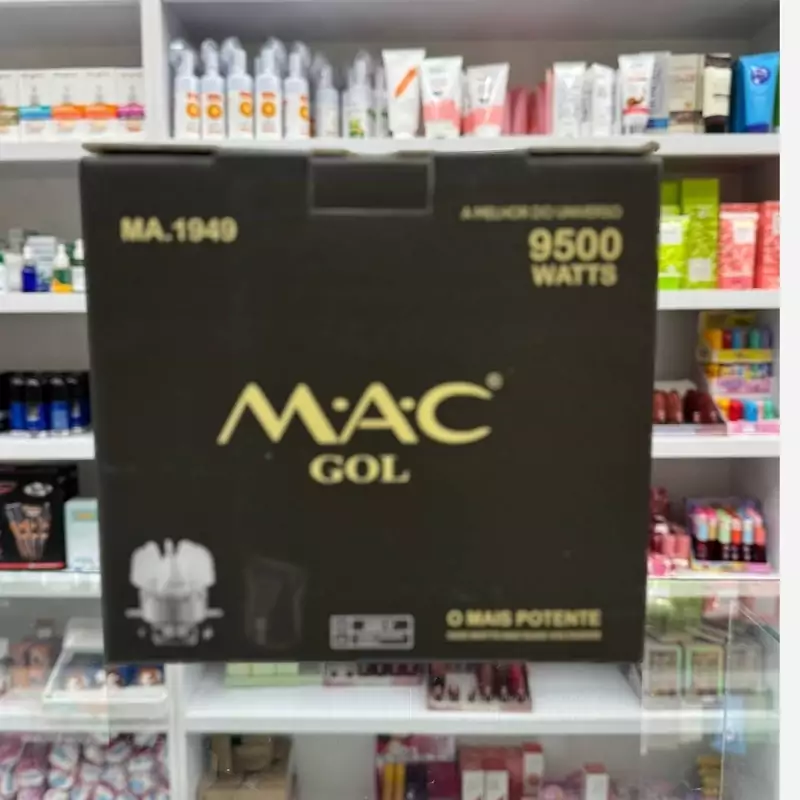 MA.1949
A MELHOR DO UNIVERSO
9500
WATTS
M·A·C®
GOL
O MAIS POTENTE